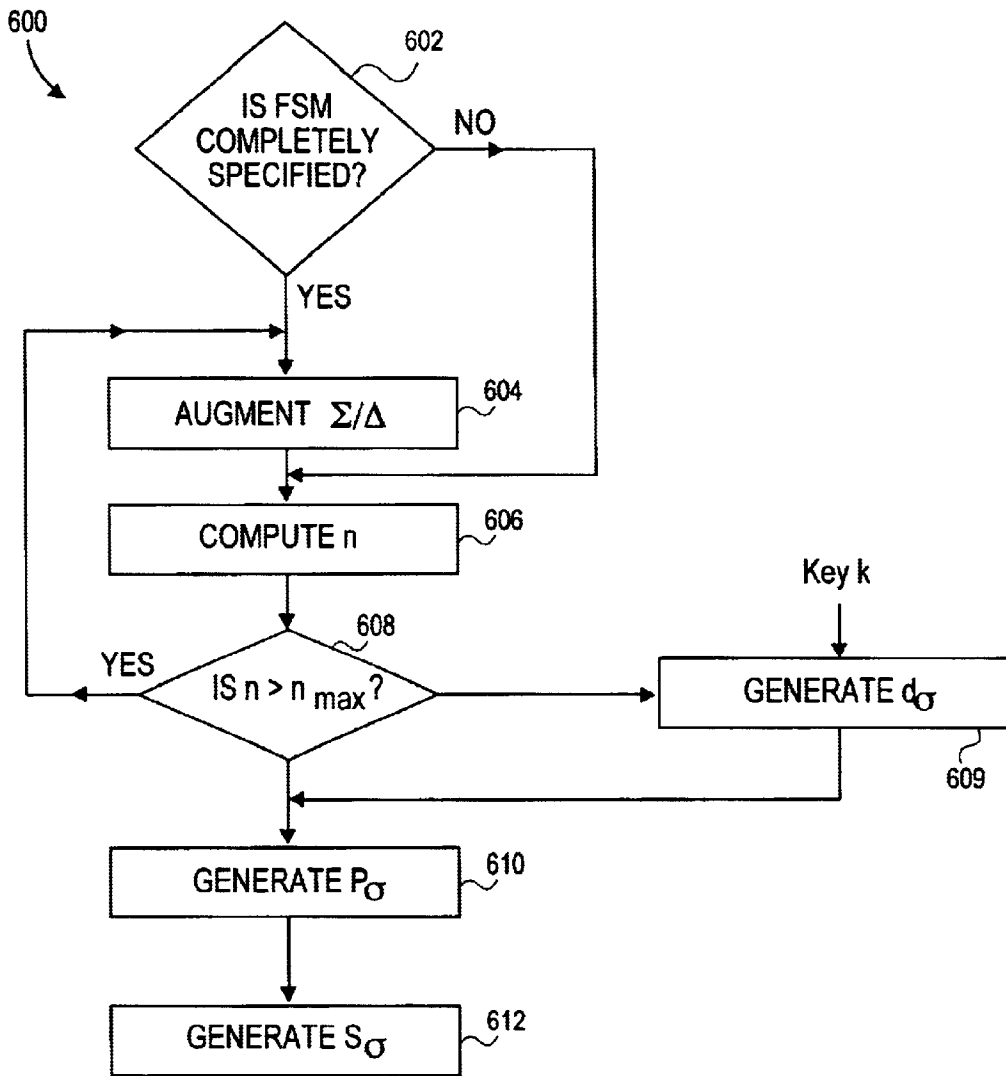 600
602
IS FSM
COMPLETELY
SPECIFIED?
NO
YES
AUGMENT Σ/Δ
604
COMPUTE n
606
Key k
608
YES
IS n > n max ?
GENERATE dσ
609
GENERATE Pσ
610
GENERATE Sσ
612